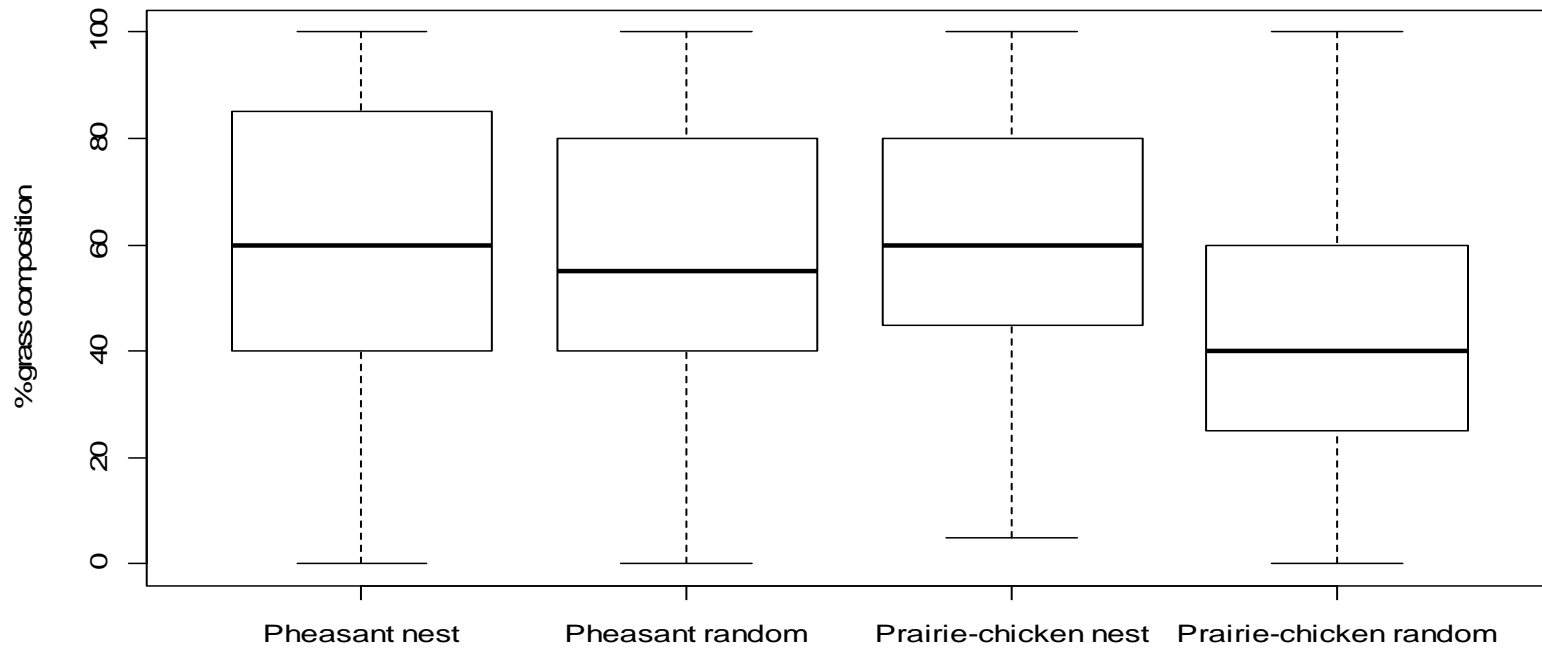 %grass composition
100
80
60
40
20
0
Pheasant nest
Pheasant random
Prairie-chicken nest
Prairie-chicken random